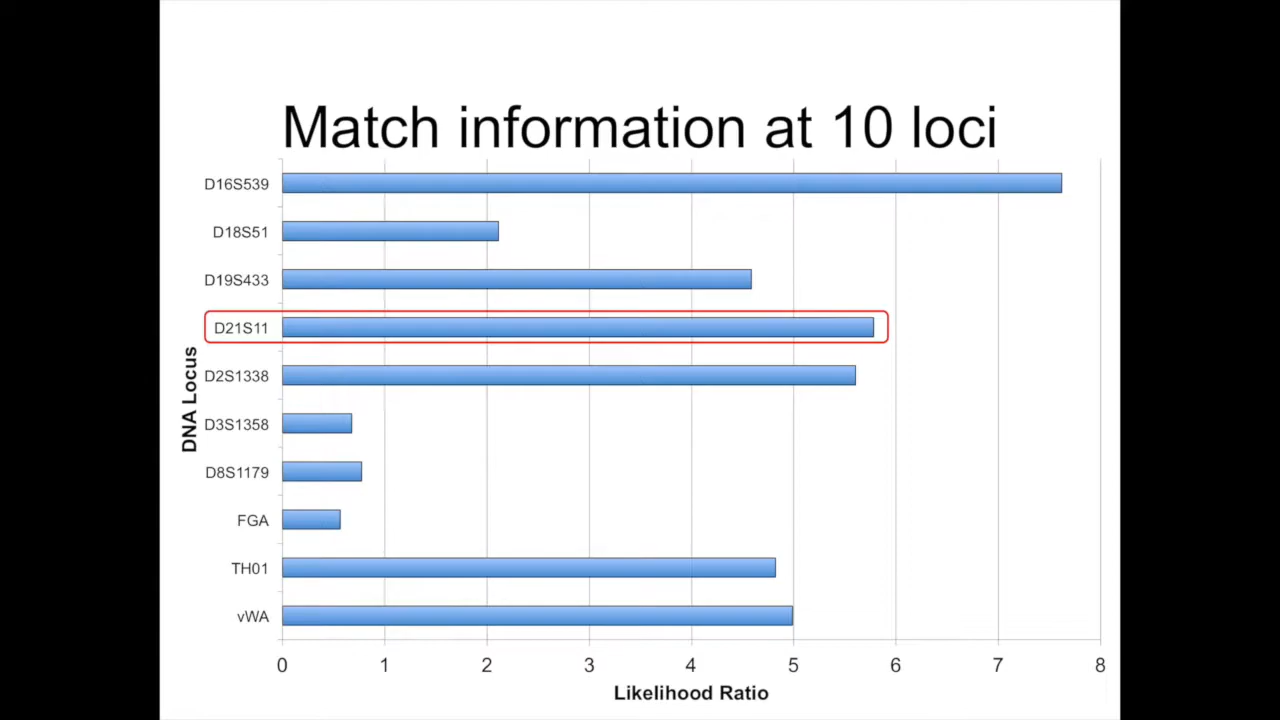 Match information at 10 loci
D16S539
D18S51
D19S433
D21S11
D2S1338
D3S1358
D8S1179
FGA
TH01
vWA
DNA Locus
0 1 2 3 4 5 6 7 8
Likelihood Ratio